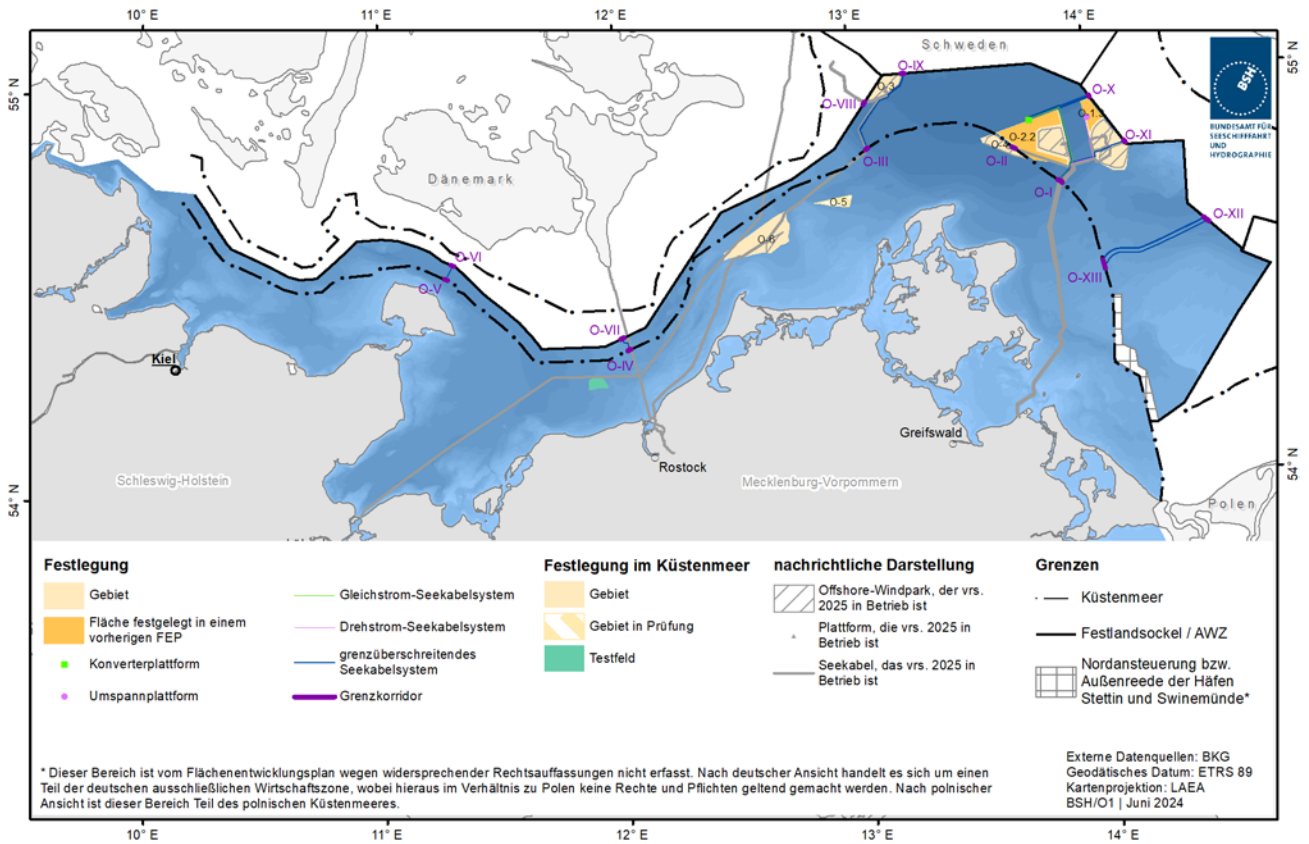 10° E 11° E 12° E 13° E 14° E
55° N
55° N
54° N
54° N
Schweden
Dänemark
Polen
O-IX
O-3
O-VIII
O-X
O-1.3
O-XI
O-2.2
O-4
O-II
O-III
O-I
O-5
O-XII
O-6
O-XIII
O-VI
O-V
O-VII
O-IV
Kiel
Greifswald
Rostock
Schleswig-Holstein
Mecklenburg-Vorpommern
BSH
BUNDESAMT FÜR
SEESCHIFFFAHRT
UND
HYDROGRAPHIE
Festlegung
Gebiet
Fläche festgelegt in einem
vorherigen FEP
Konverterplattform
Umspannplattform
Gleichstrom-Seekabelsystem
Drehstrom-Seekabelsystem
grenzüberschreitendes
Seekabelsystem
Grenzkorridor
Festlegung im Küstenmeer
Gebiet
Gebiet in Prüfung
Testfeld
nachrichtliche Darstellung
Offshore-Windpark, der vrs.
2025 in Betrieb ist
Plattform, die vrs. 2025 in
Betrieb ist
Seekabel, das vrs. 2025 in
Betrieb ist
Grenzen
Küstenmeer
Festlandsockel / AWZ
Nordansteuerung bzw.
Außenreede der Häfen
Stettin und Swinemünde*
* Dieser Bereich ist vom Flächenentwicklungsplan wegen widersprechender Rechtsauffassungen nicht erfasst. Nach deutscher Ansicht handelt es sich um einen
Teil der deutschen ausschließlichen Wirtschaftszone, wobei hieraus im Verhältnis zu Polen keine Rechte und Pflichten geltend gemacht werden. Nach polnischer
Ansicht ist dieser Bereich Teil des polnischen Küstenmeeres.
Externe Datenquellen: BKG
Geodätisches Datum: ETRS 89
Kartenprojektion: LAEA
BSH/O1 | Juni 2024
10° E 11° E 12° E 13° E 14° E